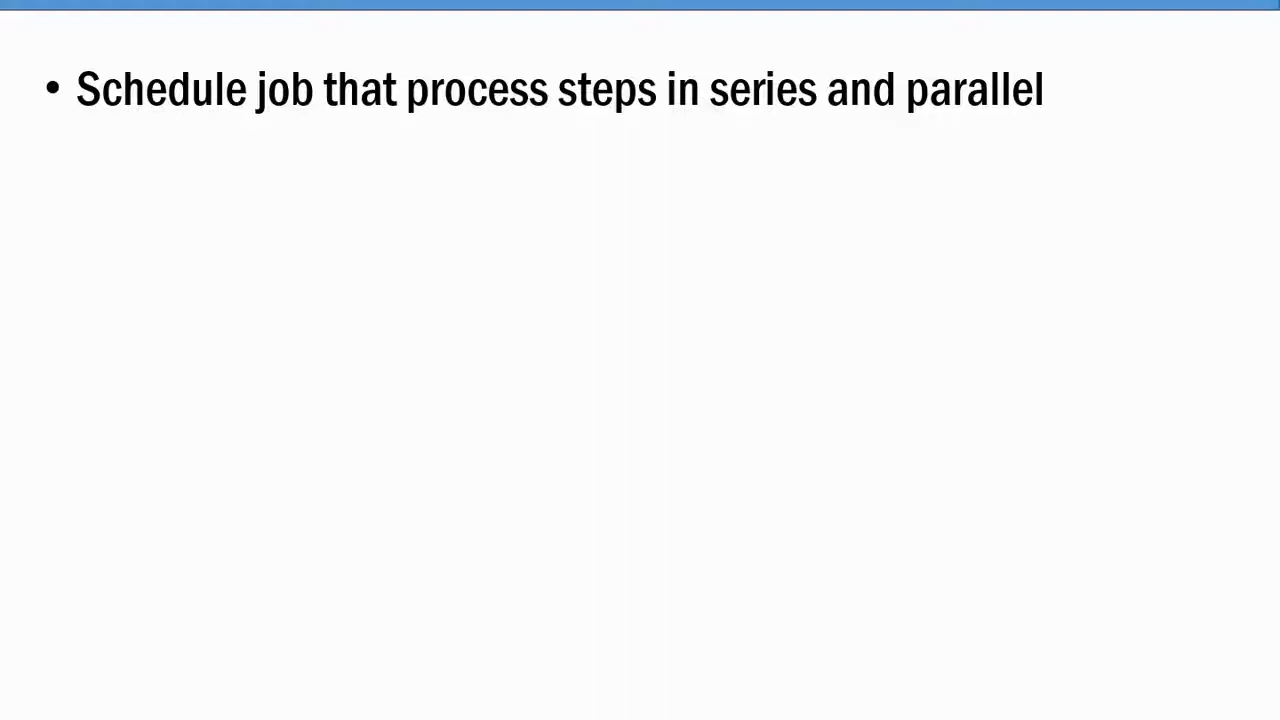 • Schedule job that process steps in series and parallel